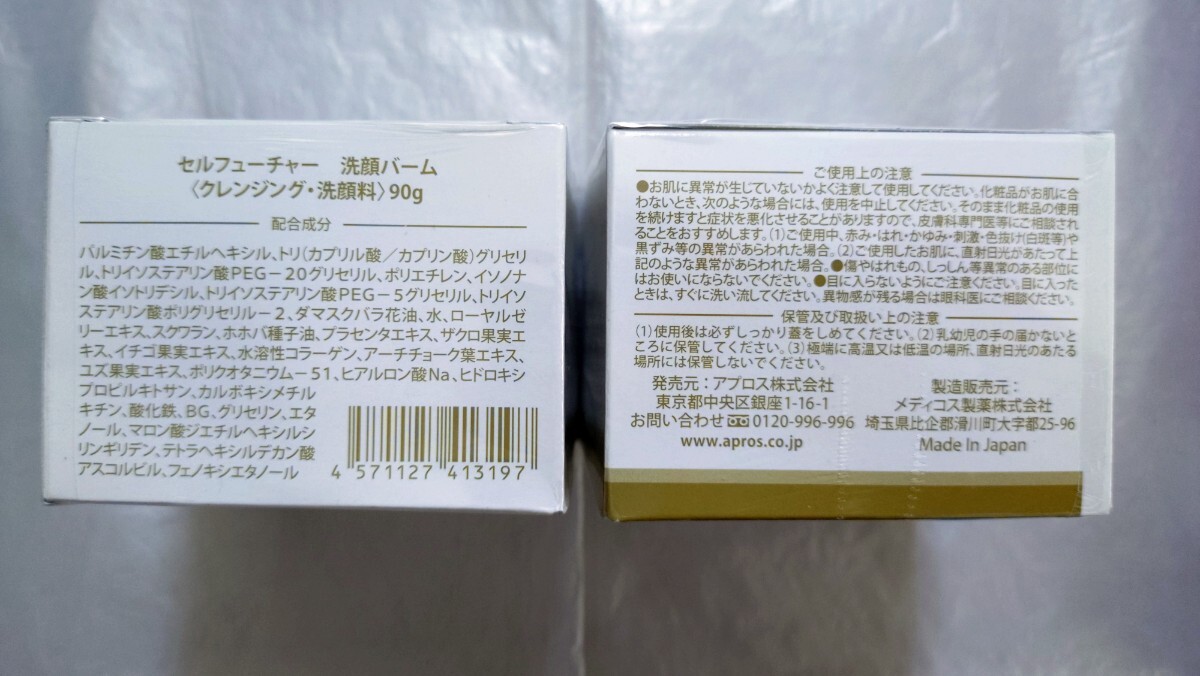 セルフューチャー　洗顔バーム
〈クレンジング・洗顔料〉90g
配合成分
パルミチン酸エチルヘキシル、トリ（カプリル酸／カプリン酸）グリセリ
ル、トリイソステアリン酸PEG－20グリセリル、ポリエチレン、イソノナ
ン酸イソトリデシル、トリイソステアリン酸PEG－5グリセリル、トリイソ
ステアリン酸ポリグリセリル－2、ダマスクバラ花油、水、ローヤルゼ
リーエキス、スクワラン、ホホバ種子油、プラセンタエキス、ザクロ果実エ
キス、イチゴ果実エキス、水溶性コラーゲン、アーチチョーク葉エキス、
ユズ果実エキス、ポリクオタニウム－51、ヒアルロン酸Na、ヒドロキシ
プロピルキトサン、カルボキシメチル
キチン、酸化鉄、BG、グリセリン、エタ
ノール、マロン酸ジエチルヘキシルシ
リンギリデン、テトラヘキシルデカン酸
アスコルビル、フェノキシエタノール
4 571127 413197
ご使用上の注意
●お肌に異常が生じていないかよく注意して使用してください。化粧品がお肌に合
わないとき、次のような場合には、使用を中止してください。そのまま化粧品の使用
を続けますと症状を悪化させることがありますので、皮膚科専門医等にご相談され
ることをおすすめします。（1）ご使用中、赤み・はれ・かゆみ・刺激・色抜け（白斑等）や
黒ずみ等の異常があらわれた場合。（2）ご使用したお肌に、直射日光があたって上
記のような異常があらわれた場合。●傷やはれもの、しっしん等異常のある部位に
はお使いにならないでください。●目に入らないようにご注意ください。目に入った
ときは、すぐに洗い流してください。異物感が残る場合は眼科医にご相談ください。
保管及び取扱い上の注意
（1）使用後は必ずしっかり蓋をしめてください。（2）乳幼児の手の届かないと
ころに保管してください。（3）極端に高温又は低温の場所、直射日光のあたる
場所には保管しないでください。
発売元：アプロス株式会社
東京都中央区銀座1-16-1
お問い合わせ 0120-996-996
www.apros.co.jp
製造販売元：
メディコス製薬株式会社
埼玉県比企郡滑川町大字都25-96
Made In Japan